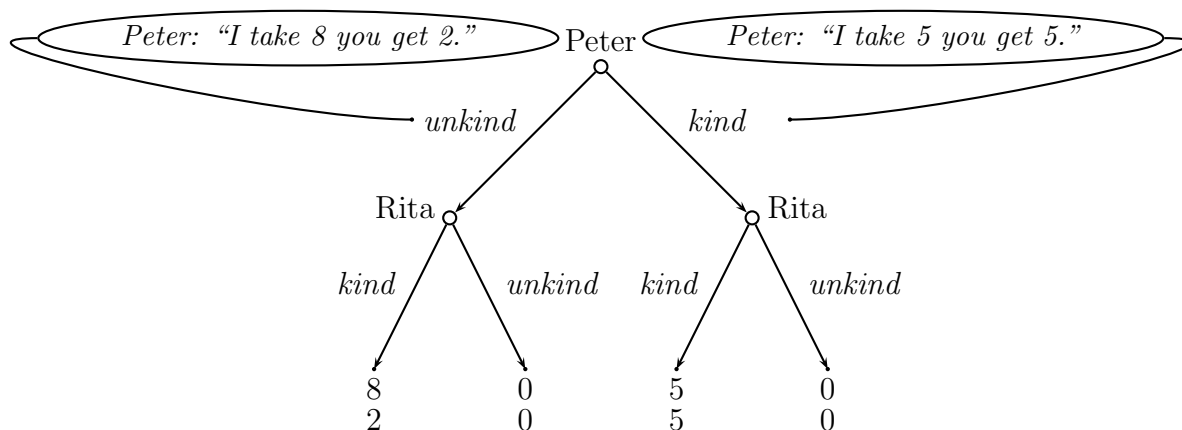 Peter: “I take 8 you get 2.” Peter Peter: “I take 5 you get 5.”
unkind kind
Rita Rita
kind unkind kind unkind
8 0 5 0
2 0 5 0